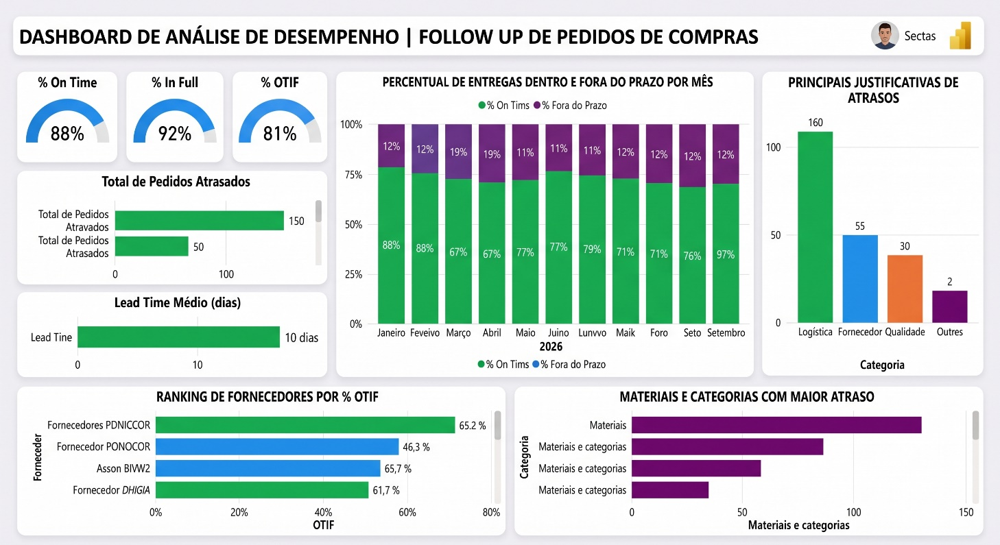 DASHBOARD DE ANÁLISE DE DESEMPENHO | FOLLOW UP DE PEDIDOS DE COMPRAS
Sectas
% On Time
88%
% In Full
92%
% OTIF
81%
Total de Pedidos Atrasados
Total de Pedidos
Atravados
150
Total de Pedidos
Atrasados
50
0
100
Lead Time Médio (dias)
Lead Tine
10 dias
0
10
PERCENTUAL DE ENTREGAS DENTRO E FORA DO PRAZO POR MÊS
% On Tims % Fora do Prazo
100%
75%
50%
25%
0%
12% 12% 19% 19% 11% 11% 11% 12% 12% 12% 12%
88% 88% 67% 67% 77% 77% 79% 71% 71% 76% 97%
Janeiro Feveivo Março Abril Maio Juino Lunvvo Maik Foro Seto Setembro
2026
% On Tims % Fora do Prazo
PRINCIPAIS JUSTIFICATIVAS DE
ATRASOS
160
100
55
50
30
2
0
Logística Fornecedor Qualidade Outres
Categoria
RANKING DE FORNECEDORES POR % OTIF
Forneceder
Fornecedores PDNICCOR 65.2 %
Fornecedor PONOCOR 46,3 %
Asson BIVW2 65,7 %
Fornecedor DHIGIA 61,7 %
0% 20% 40% 60% 80%
OTIF
MATERIAIS E CATEGORIAS COM MAIOR ATRASO
Categoria
Materiais
Materiais e categorias
Materiais e categorias
Materiais e categorias
0 50 100 150
Materiais e categorias